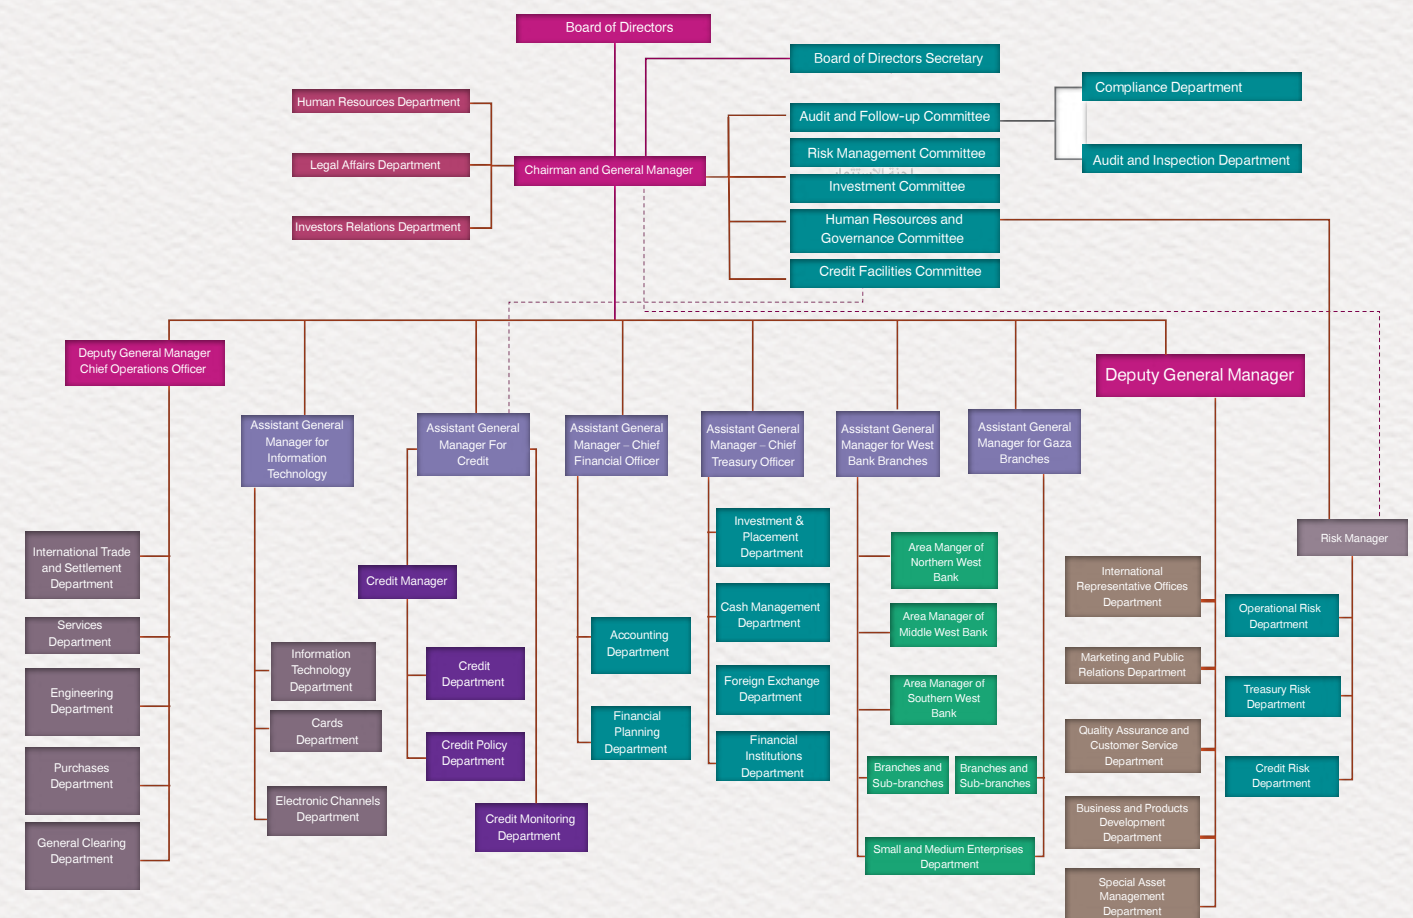 Board of Directors
Board of Directors Secretary
Compliance Department
Human Resources Department
Audit and Follow-up Committee
Risk Management Committee
Audit and Inspection Department
Legal Affairs Department
Chairman and General Manager
Investment Committee
Investors Relations Department
Human Resources and
Governance Committee
Credit Facilities Committee
Deputy General Manager
Chief Operations Officer
Deputy General Manager
Assistant General
Manager for
Information
Technology
Assistant General
Manager For
Credit
Assistant General
Manager – Chief
Financial Officer
Assistant General
Manager – Chief
Treasury Officer
Assistant General
Manager for West
Bank Branches
Assistant General
Manager for Gaza
Branches
Risk Manager
International Trade
and Settlement
Department
Services
Department
Engineering
Department
Purchases
Department
General Clearing
Department
Information
Technology
Department
Cards
Department
Electronic Channels
Department
Credit Manager
Credit
Department
Credit Policy
Department
Credit Monitoring
Department
Accounting
Department
Financial
Planning
Department
Investment &
Placement
Department
Cash Management
Department
Foreign Exchange
Department
Financial
Institutions
Department
Area Manger of
Northern West
Bank
Area Manager of
Middle West Bank
Area Manager of
Southern West
Bank
Branches and
Sub-branches
Branches and
Sub-branches
Small and Medium Enterprises
Department
International
Representative Offices
Department
Marketing and Public
Relations Department
Quality Assurance and
Customer Service
Department
Business and Products
Development
Department
Special Asset
Management
Department
Operational Risk
Department
Treasury Risk
Department
Credit Risk
Department